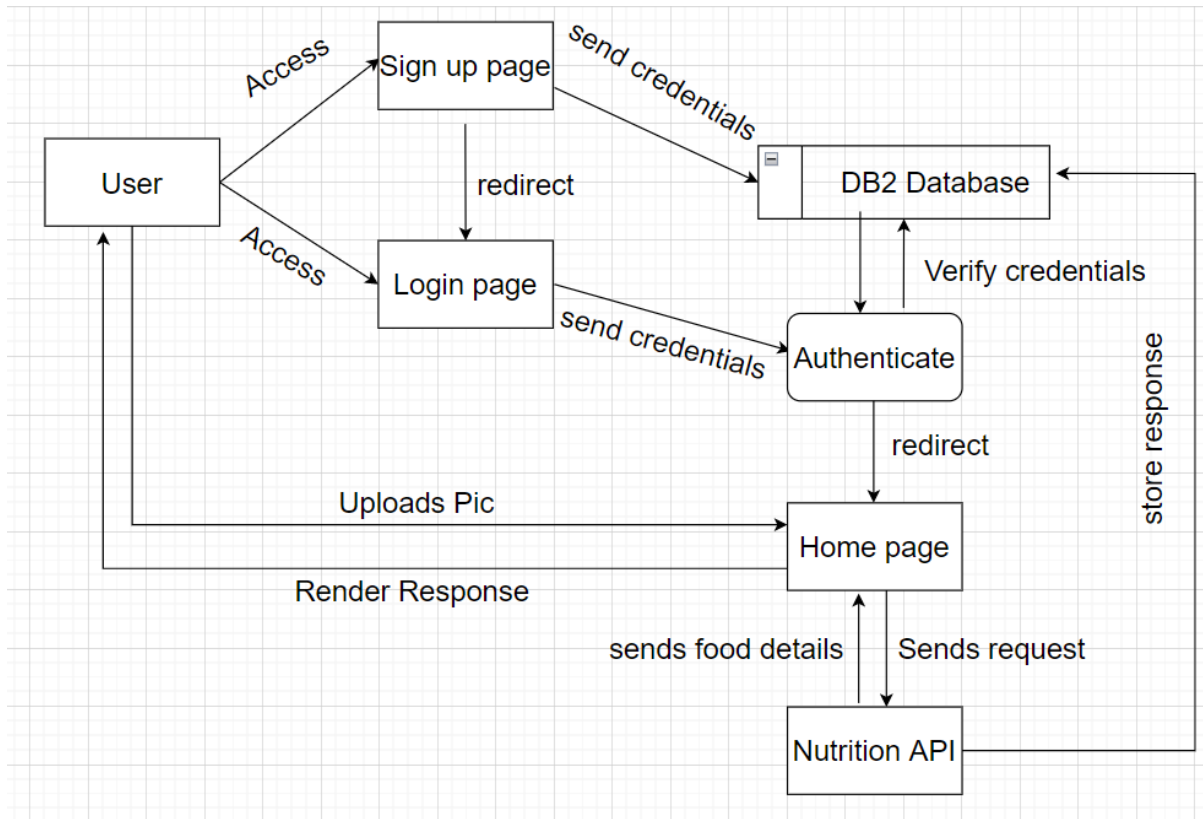 Access
Sign up page
send credentials
User
redirect
DB2 Database
Access
Login page
send credentials
Verify credentials
Authenticate
redirect
store response
Uploads Pic
Home page
Render Response
sends food details
Sends request
Nutrition API